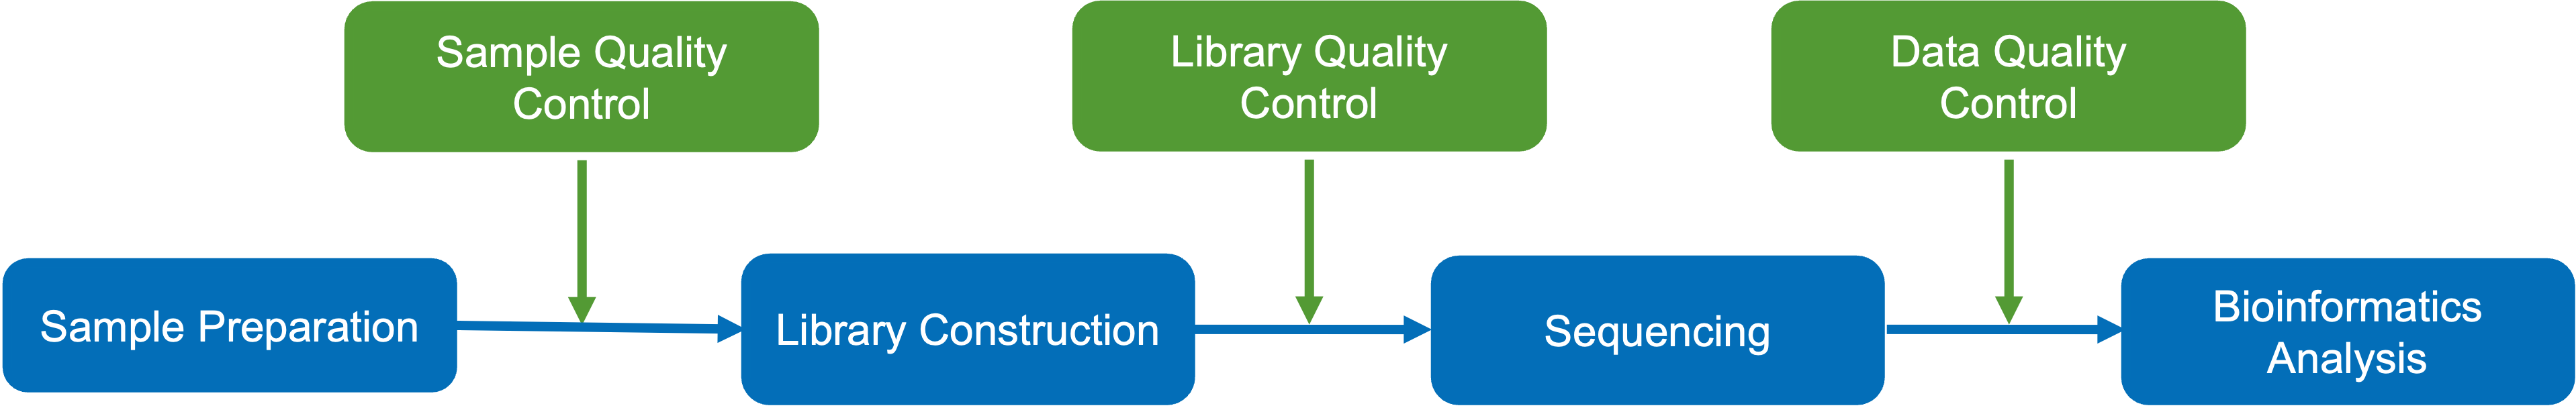 Sample Quality
Control
Library Quality
Control
Data Quality
Control
Sample Preparation
Library Construction
Sequencing
Bioinformatics
Analysis